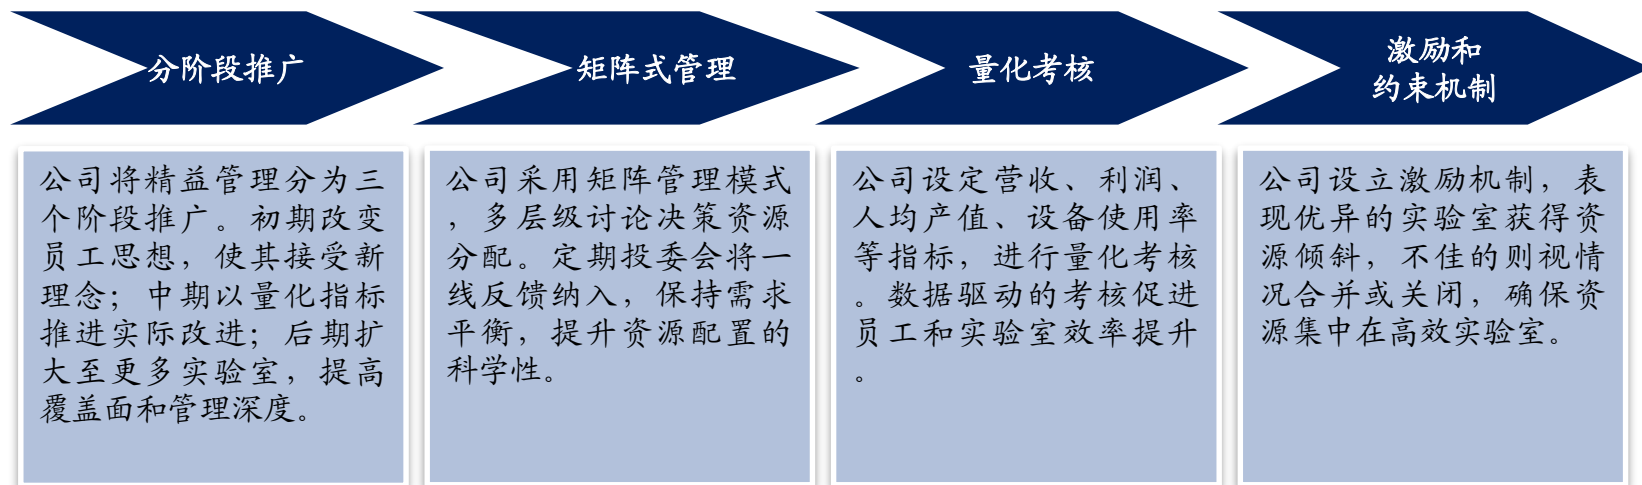 分阶段推广
矩阵式管理
量化考核
激励和
约束机制
公司将精益管理分为三
个阶段推广。初期改变
员工思想，使其接受新
理念；中期以量化指标
推进实际改进；后期扩
大至更多实验室，提高
覆盖面和管理深度。
公司采用矩阵管理模式
，多层级讨论决策资源
分配。定期投委会将一
线反馈纳入，保持需求
平衡，提升资源配置的
科学性。
公司设定营收、利润、
人均产值、设备使用率
等指标，进行量化考核
。数据驱动的考核促进
员工和实验室效率提升
。
公司设立激励机制，表
现优异的实验室获得资
源倾斜，不佳的则视情
况合并或关闭，确保资
源集中在高效实验室。